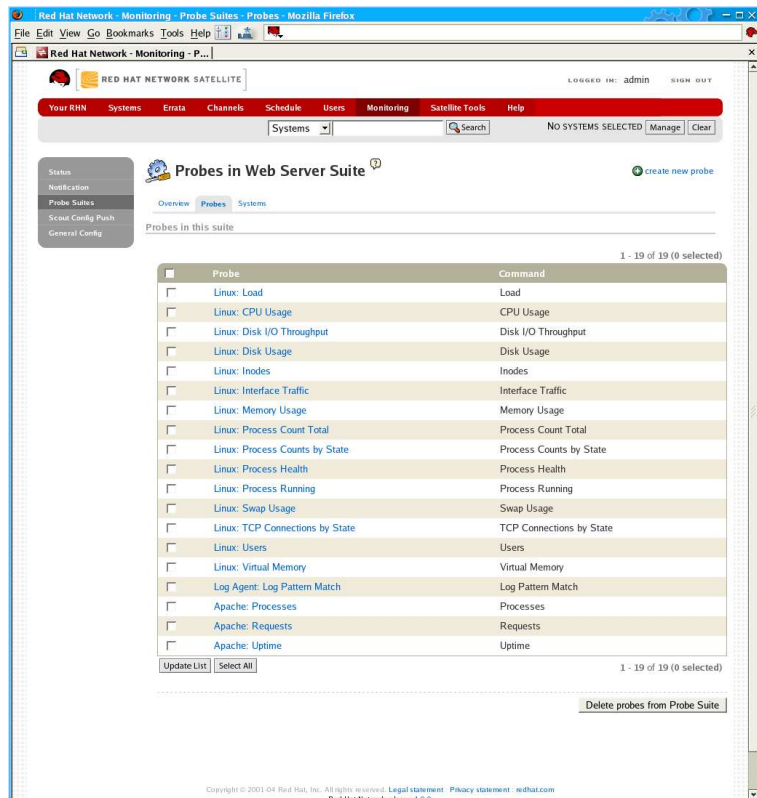 Red Hat Network - Monitoring - Probe Suites - Probes - Mozilla Firefox
File Edit View Go Bookmarks Tools Help
Red Hat Network - Monitoring - P...
RED HAT NETWORK SATELLITE
LOGGED IN: admin SIGN OUT
Your RHN Systems Errata Channels Schedule Users Monitoring Satellite Tools Help
Systems Search NO SYSTEMS SELECTED Manage Clear
Status
Notification
Probe Suites
Scout Config Push
General Config
Probes in Web Server Suite ?
create new probe
Overview Probes Systems
Probes in this suite
1 - 19 of 19 (0 selected)
Probe Command
Linux: Load Load
Linux: CPU Usage CPU Usage
Linux: Disk I/O Throughput Disk I/O Throughput
Linux: Disk Usage Disk Usage
Linux: Inodes Inodes
Linux: Interface Traffic Interface Traffic
Linux: Memory Usage Memory Usage
Linux: Process Count Total Process Count Total
Linux: Process Counts by State Process Counts by State
Linux: Process Health Process Health
Linux: Process Running Process Running
Linux: Swap Usage Swap Usage
Linux: TCP Connections by State TCP Connections by State
Linux: Users Users
Linux: Virtual Memory Virtual Memory
Log Agent: Log Pattern Match Log Pattern Match
Apache: Processes Processes
Apache: Requests Requests
Apache: Uptime Uptime
Update List Select All 1 - 19 of 19 (0 selected)
Delete probes from Probe Suite
Copyright © 2001-04 Red Hat, Inc. All rights reserved. Legal statement : Privacy statement : redhat.com